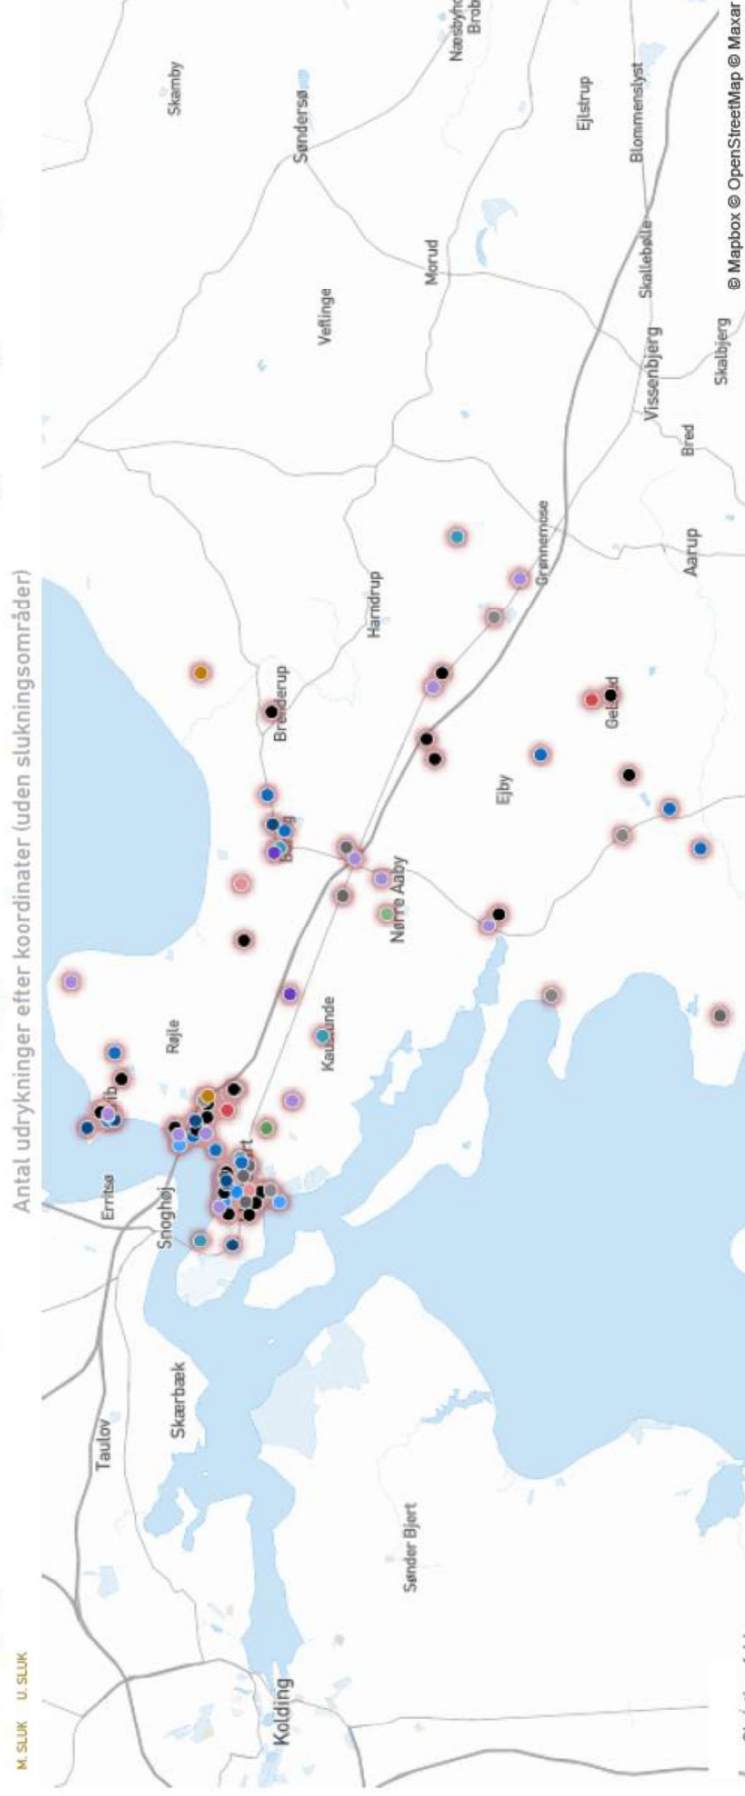 Antal udrykninger efter koordinater (uden slukningsområder)
M. SLUK U. SLUK
Skamby
Søndersø
Veflinge
Morud
Ejlstrup
Blommenslyst
Skallebølle
Vissenbjerg
Skalbjerg
Bred
Aarup
Grønnemose
Harndrup
Brenderup
Ejby
Nørre Aaby
Røjle
Erritsø
Snoghøj
Skærbæk
Taulov
Sønder Bjert
Kolding
© Mapbox © OpenStreetMap © Maxar